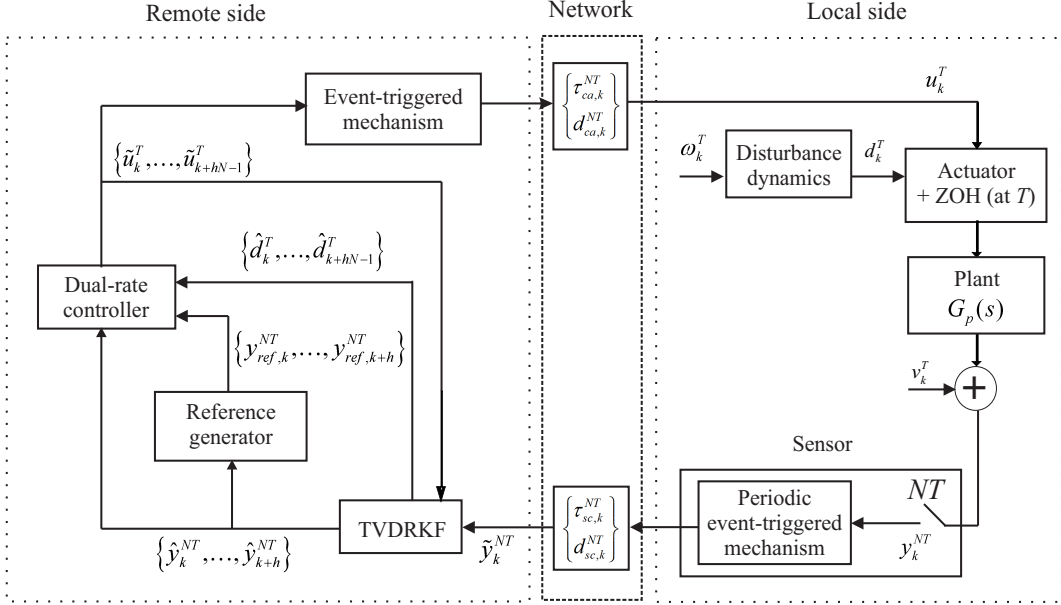 Remote side
Network
Local side
Event-triggered
mechanism
{τ_{ca,k}^{NT}
d_{ca,k}^{NT}}
u_k^T
{ũ_k^T,…,ũ_{k+hN−1}^T}
ω_k^T
Disturbance
dynamics
d_k^T
Actuator
+ ZOH (at T)
{d̂_k^T,…,d̂_{k+hN−1}^T}
Dual-rate
controller
Plant
G_p(s)
{y_{ref,k}^{NT},…,y_{ref,k+h}^{NT}}
v_k^T
+
Reference
generator
Sensor
TVDRKF
{ŷ_k^{NT},…,ŷ_{k+h}^{NT}}
ỹ_k^{NT}
{τ_{sc,k}^{NT}
d_{sc,k}^{NT}}
Periodic
event-triggered
mechanism
NT
y_k^{NT}